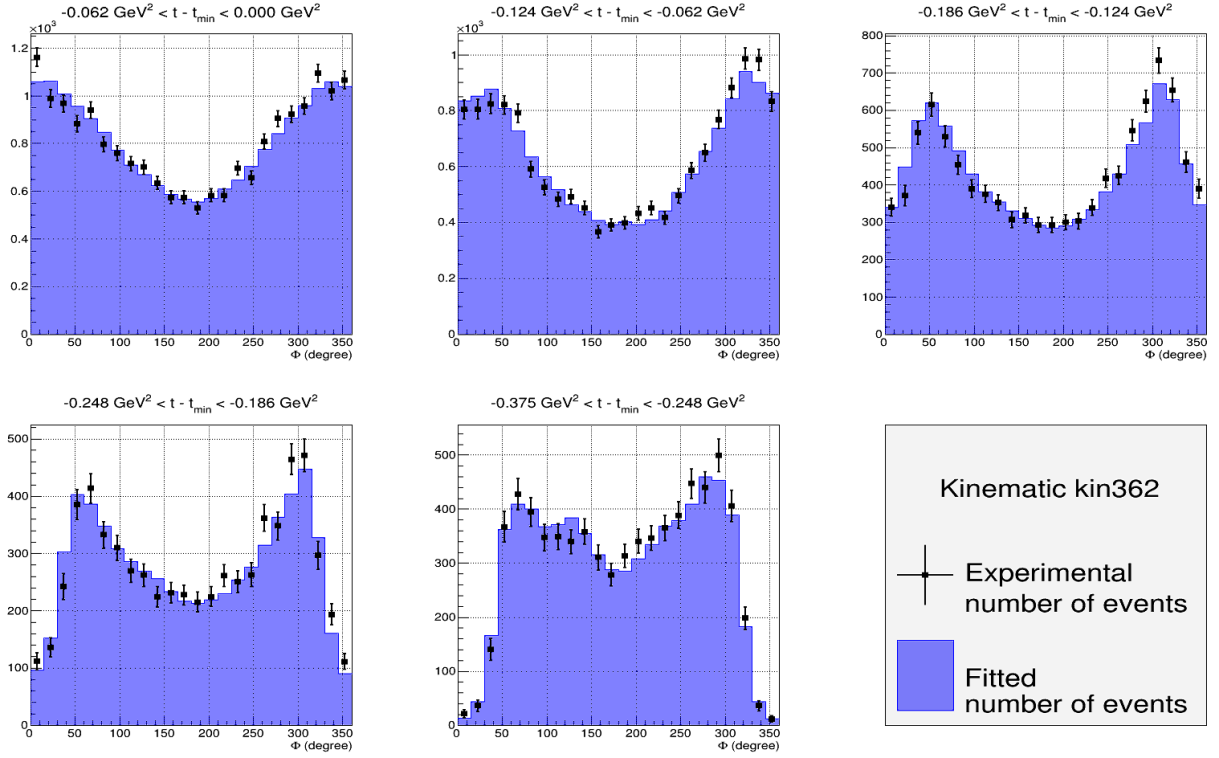 -0.062 GeV² < t - t_min < 0.000 GeV²
×10³
1.2
1
0.8
0.6
0.4
0.2
0
0 50 100 150 200 250 300 350
Φ (degree)
-0.124 GeV² < t - t_min < -0.062 GeV²
×10³
1
0.8
0.6
0.4
0.2
0
0 50 100 150 200 250 300 350
Φ (degree)
-0.186 GeV² < t - t_min < -0.124 GeV²
800
700
600
500
400
300
200
100
0
0 50 100 150 200 250 300 350
Φ (degree)
-0.248 GeV² < t - t_min < -0.186 GeV²
500
400
300
200
100
0
0 50 100 150 200 250 300 350
Φ (degree)
-0.375 GeV² < t - t_min < -0.248 GeV²
500
400
300
200
100
0
0 50 100 150 200 250 300 350
Φ (degree)
Kinematic kin362
Experimental
number of events
Fitted
number of events